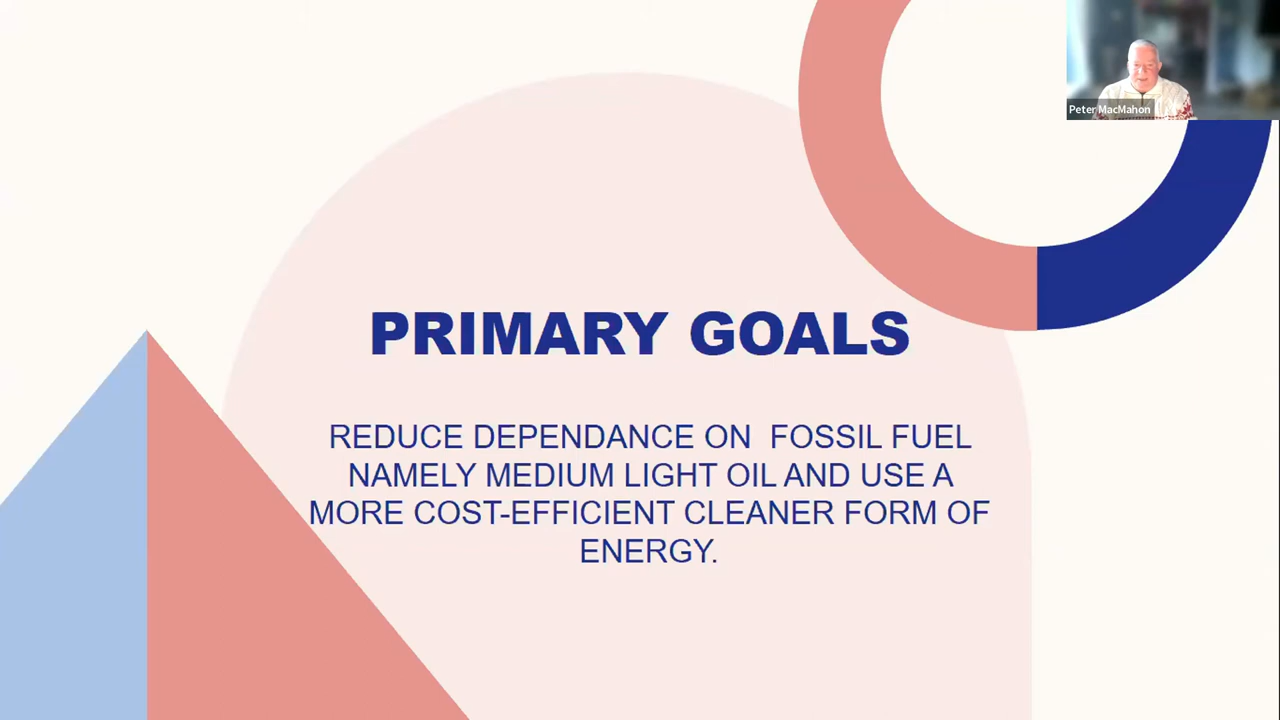 Peter MacMahon
PRIMARY GOALS
REDUCE DEPENDANCE ON  FOSSIL FUEL
NAMELY MEDIUM LIGHT OIL AND USE A
MORE COST-EFFICIENT CLEANER FORM OF
ENERGY.